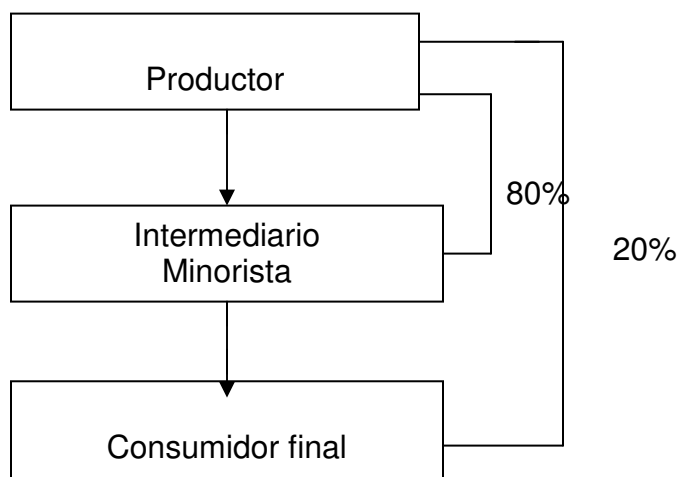 Productor
80%
Intermediario
Minorista
20%
Consumidor final